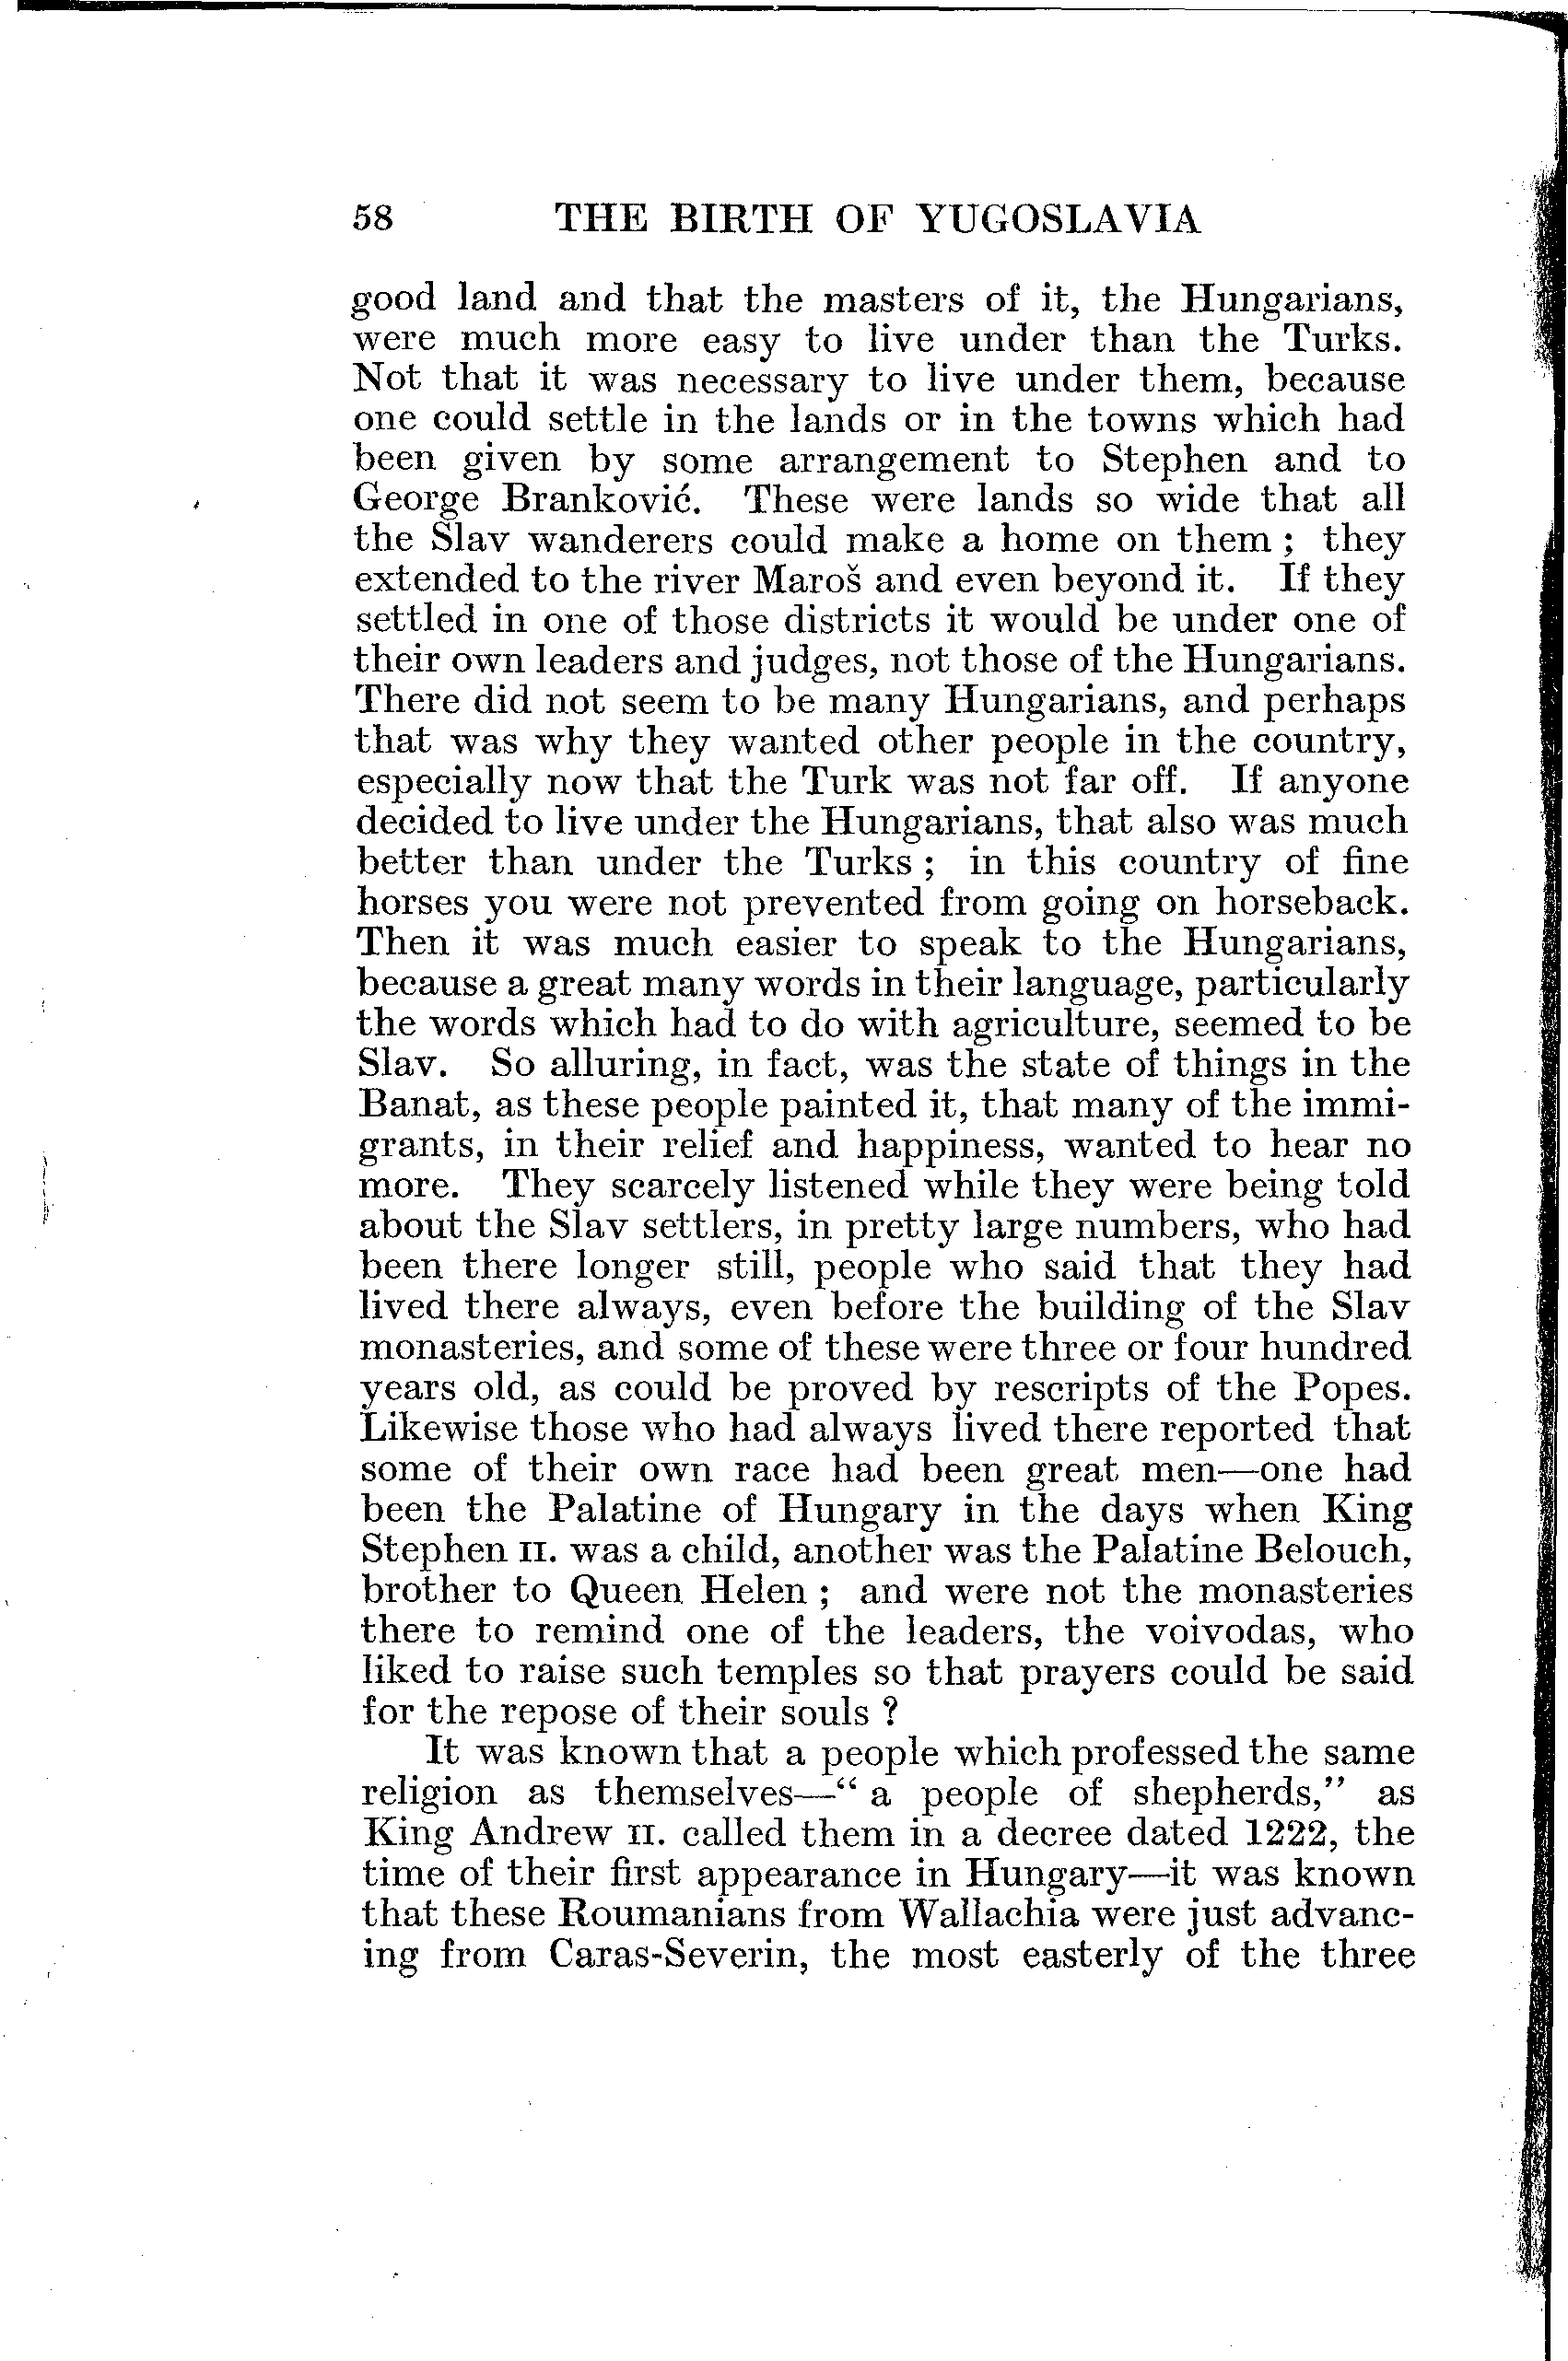 58 THE BIRTH OF YUGOSLAVIA
good land and that the masters of it, the Hungarians,
were much more easy to live under than the Turks.
Not that it was necessary to live under them, because
one could settle in the lands or in the towns which had
been given by some arrangement to Stephen and to
George Branković. These were lands so wide that all
the Slav wanderers could make a home on them ; they
extended to the river Maroš and even beyond it. If they
settled in one of those districts it would be under one of
their own leaders and judges, not those of the Hungarians.
There did not seem to be many Hungarians, and perhaps
that was why they wanted other people in the country,
especially now that the Turk was not far off. If anyone
decided to live under the Hungarians, that also was much
better than under the Turks ; in this country of fine
horses you were not prevented from going on horseback.
Then it was much easier to speak to the Hungarians,
because a great many words in their language, particularly
the words which had to do with agriculture, seemed to be
Slav. So alluring, in fact, was the state of things in the
Banat, as these people painted it, that many of the immi-
grants, in their relief and happiness, wanted to hear no
more. They scarcely listened while they were being told
about the Slav settlers, in pretty large numbers, who had
been there longer still, people who said that they had
lived there always, even before the building of the Slav
monasteries, and some of these were three or four hundred
years old, as could be proved by rescripts of the Popes.
Likewise those who had always lived there reported that
some of their own race had been great men—one had
been the Palatine of Hungary in the days when King
Stephen II. was a child, another was the Palatine Belouch,
brother to Queen Helen ; and were not the monasteries
there to remind one of the leaders, the voivodas, who
liked to raise such temples so that prayers could be said
for the repose of their souls ?
It was known that a people which professed the same
religion as themselves—“ a people of shepherds,” as
King Andrew II. called them in a decree dated 1222, the
time of their first appearance in Hungary—it was known
that these Roumanians from Wallachia were just advanc-
ing from Caras-Severin, the most easterly of the three